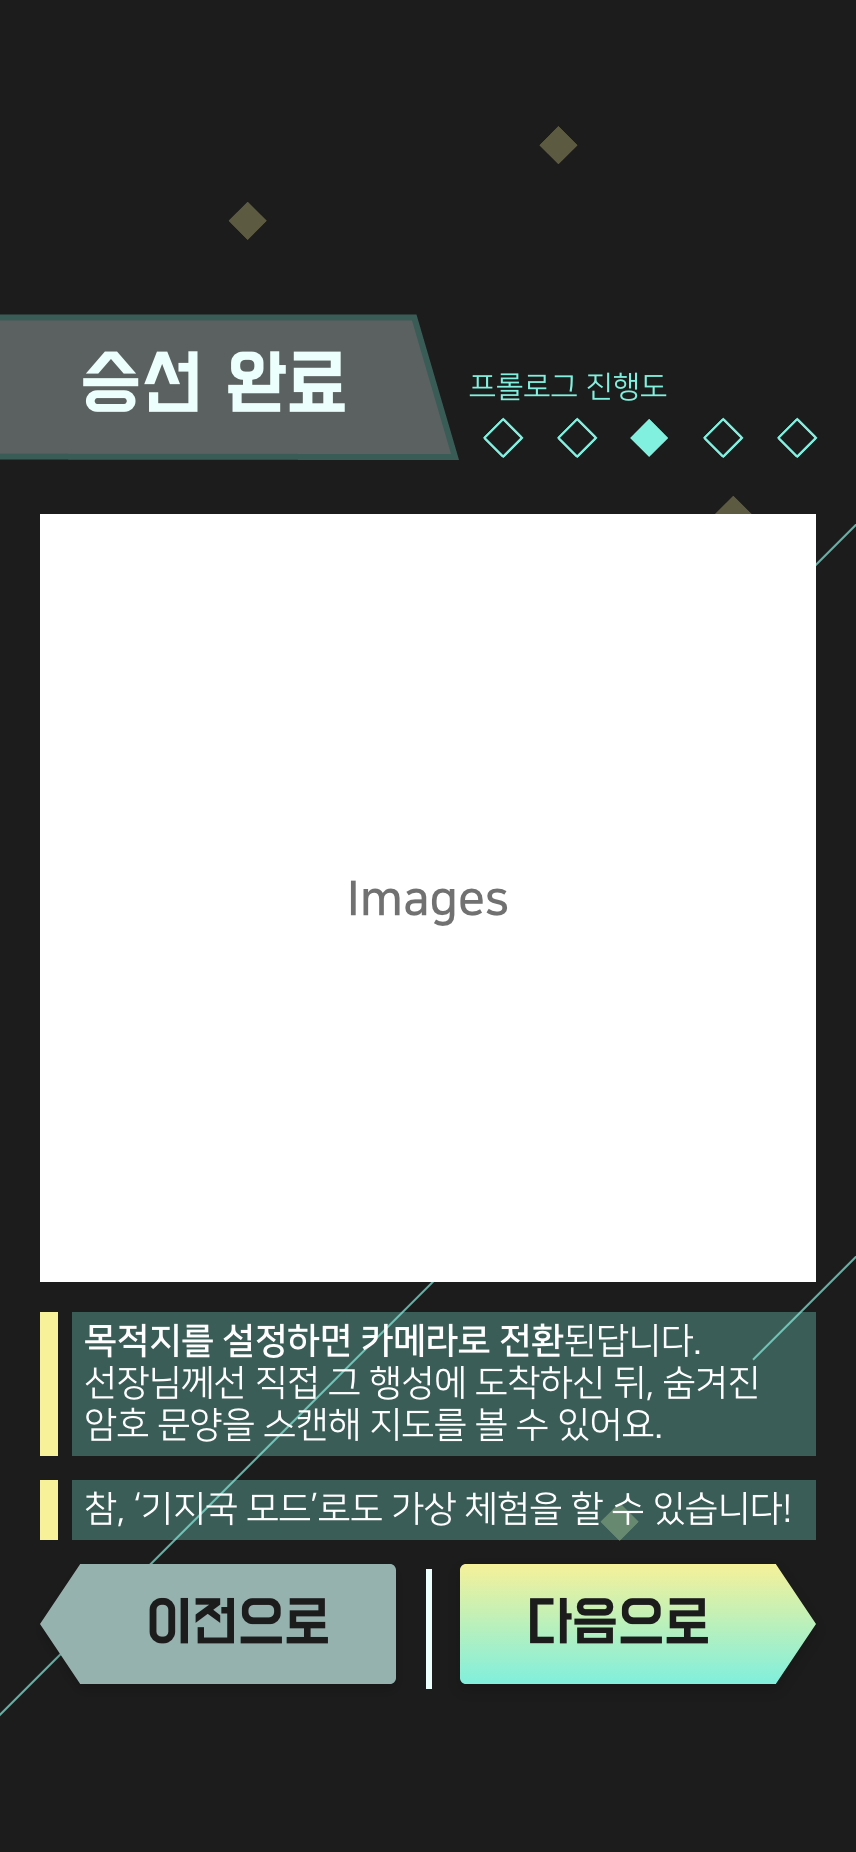 승선 완료
프롤로그 진행도
Images
목적지를 설정하면 카메라로 전환된답니다.
선장님께선 직접 그 행성에 도착하신 뒤, 숨겨진
암호 문양을 스캔해 지도를 볼 수 있어요.
참, ‘기지국 모드’로도 가상 체험을 할 수 있습니다!
이전으로
다음으로